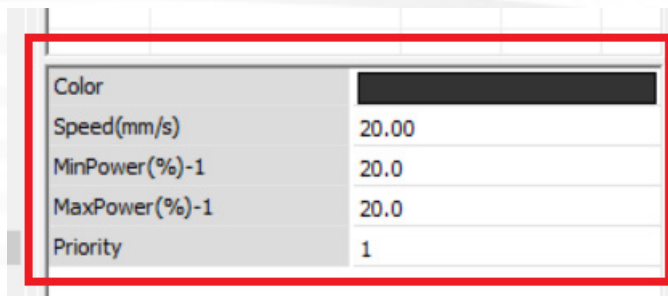 Color
Speed(mm/s) 20.00
MinPower(%)-1 20.0
MaxPower(%)-1 20.0
Priority 1